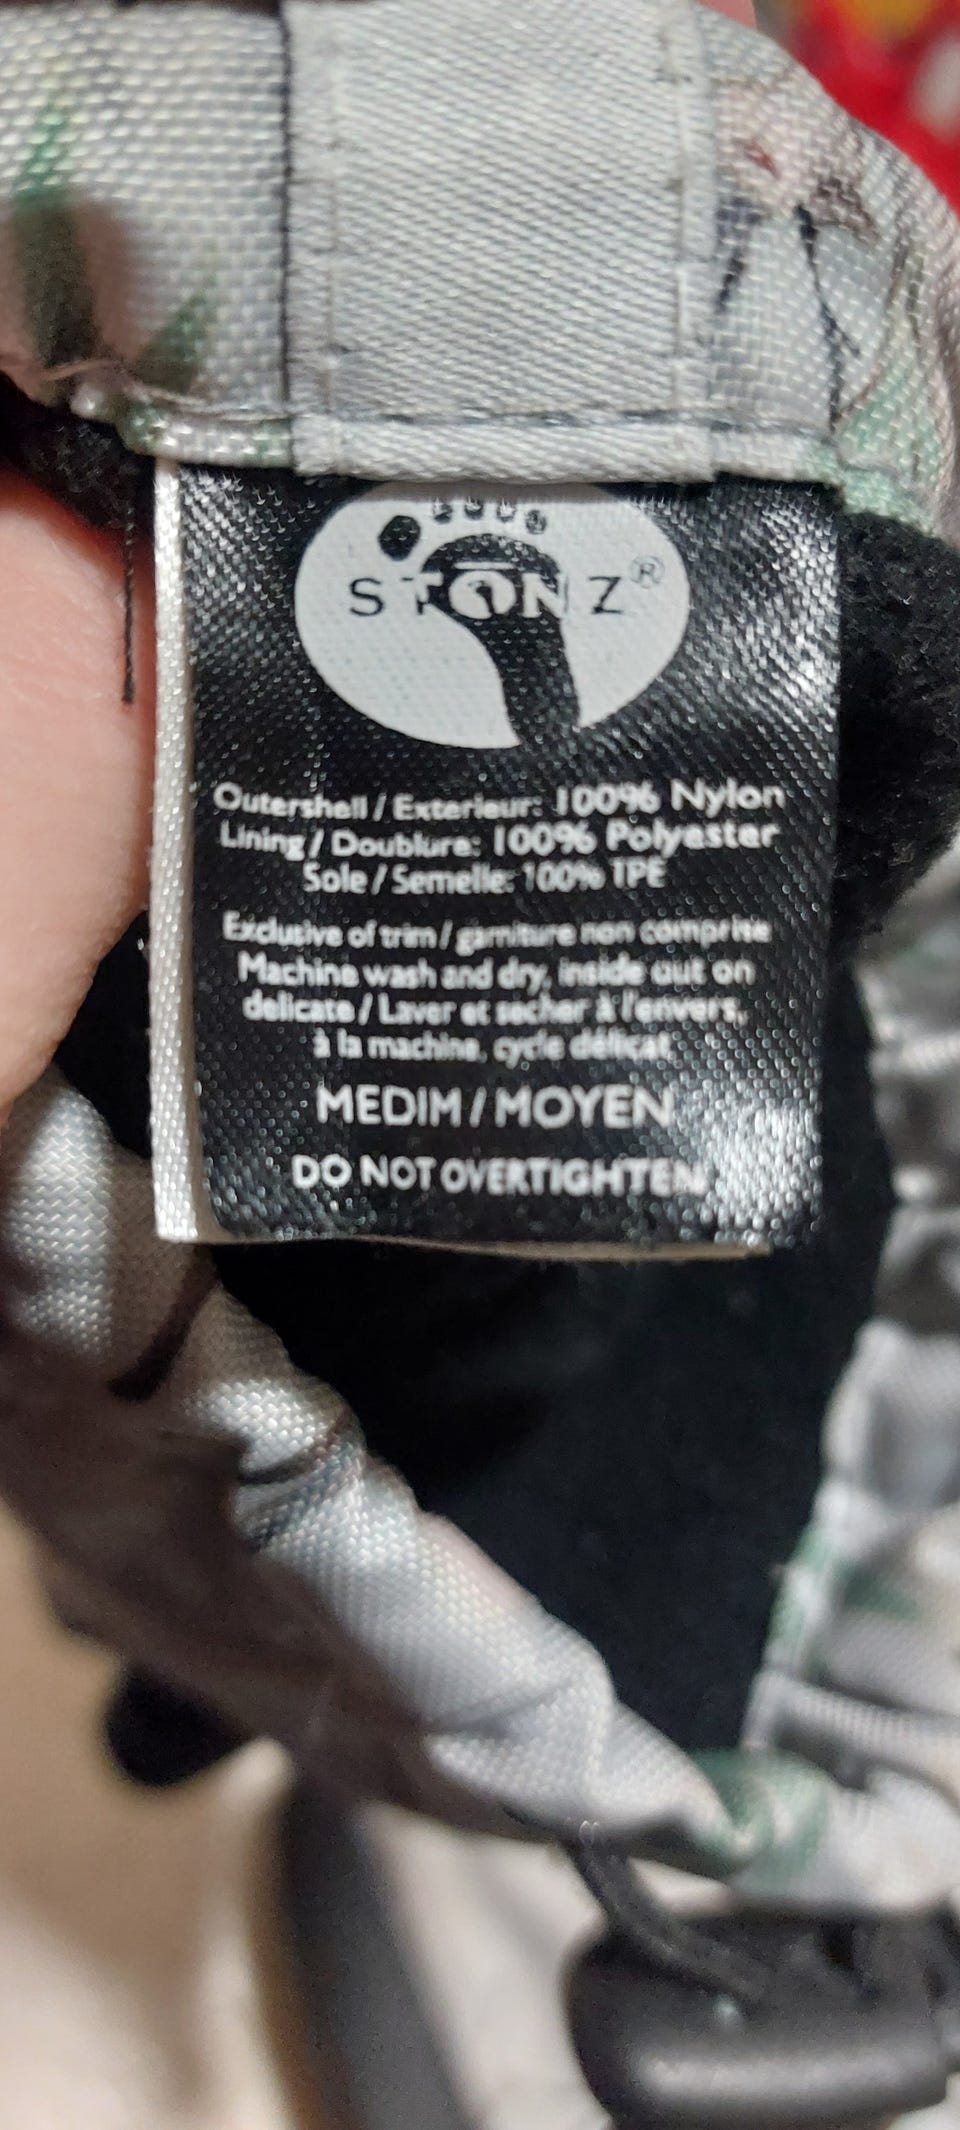 STŌNZ®
Outershell / Exterieur: 100% Nylon
Lining / Doublure: 100% Polyester
Sole / Semelle: 100% TPE
Exclusive of trim / garniture non comprise
Machine wash and dry, inside out on
delicate / Laver et secher à l'envers,
à la machine, cycle délicat
MEDIM / MOYEN
DO NOT OVERTIGHTEN